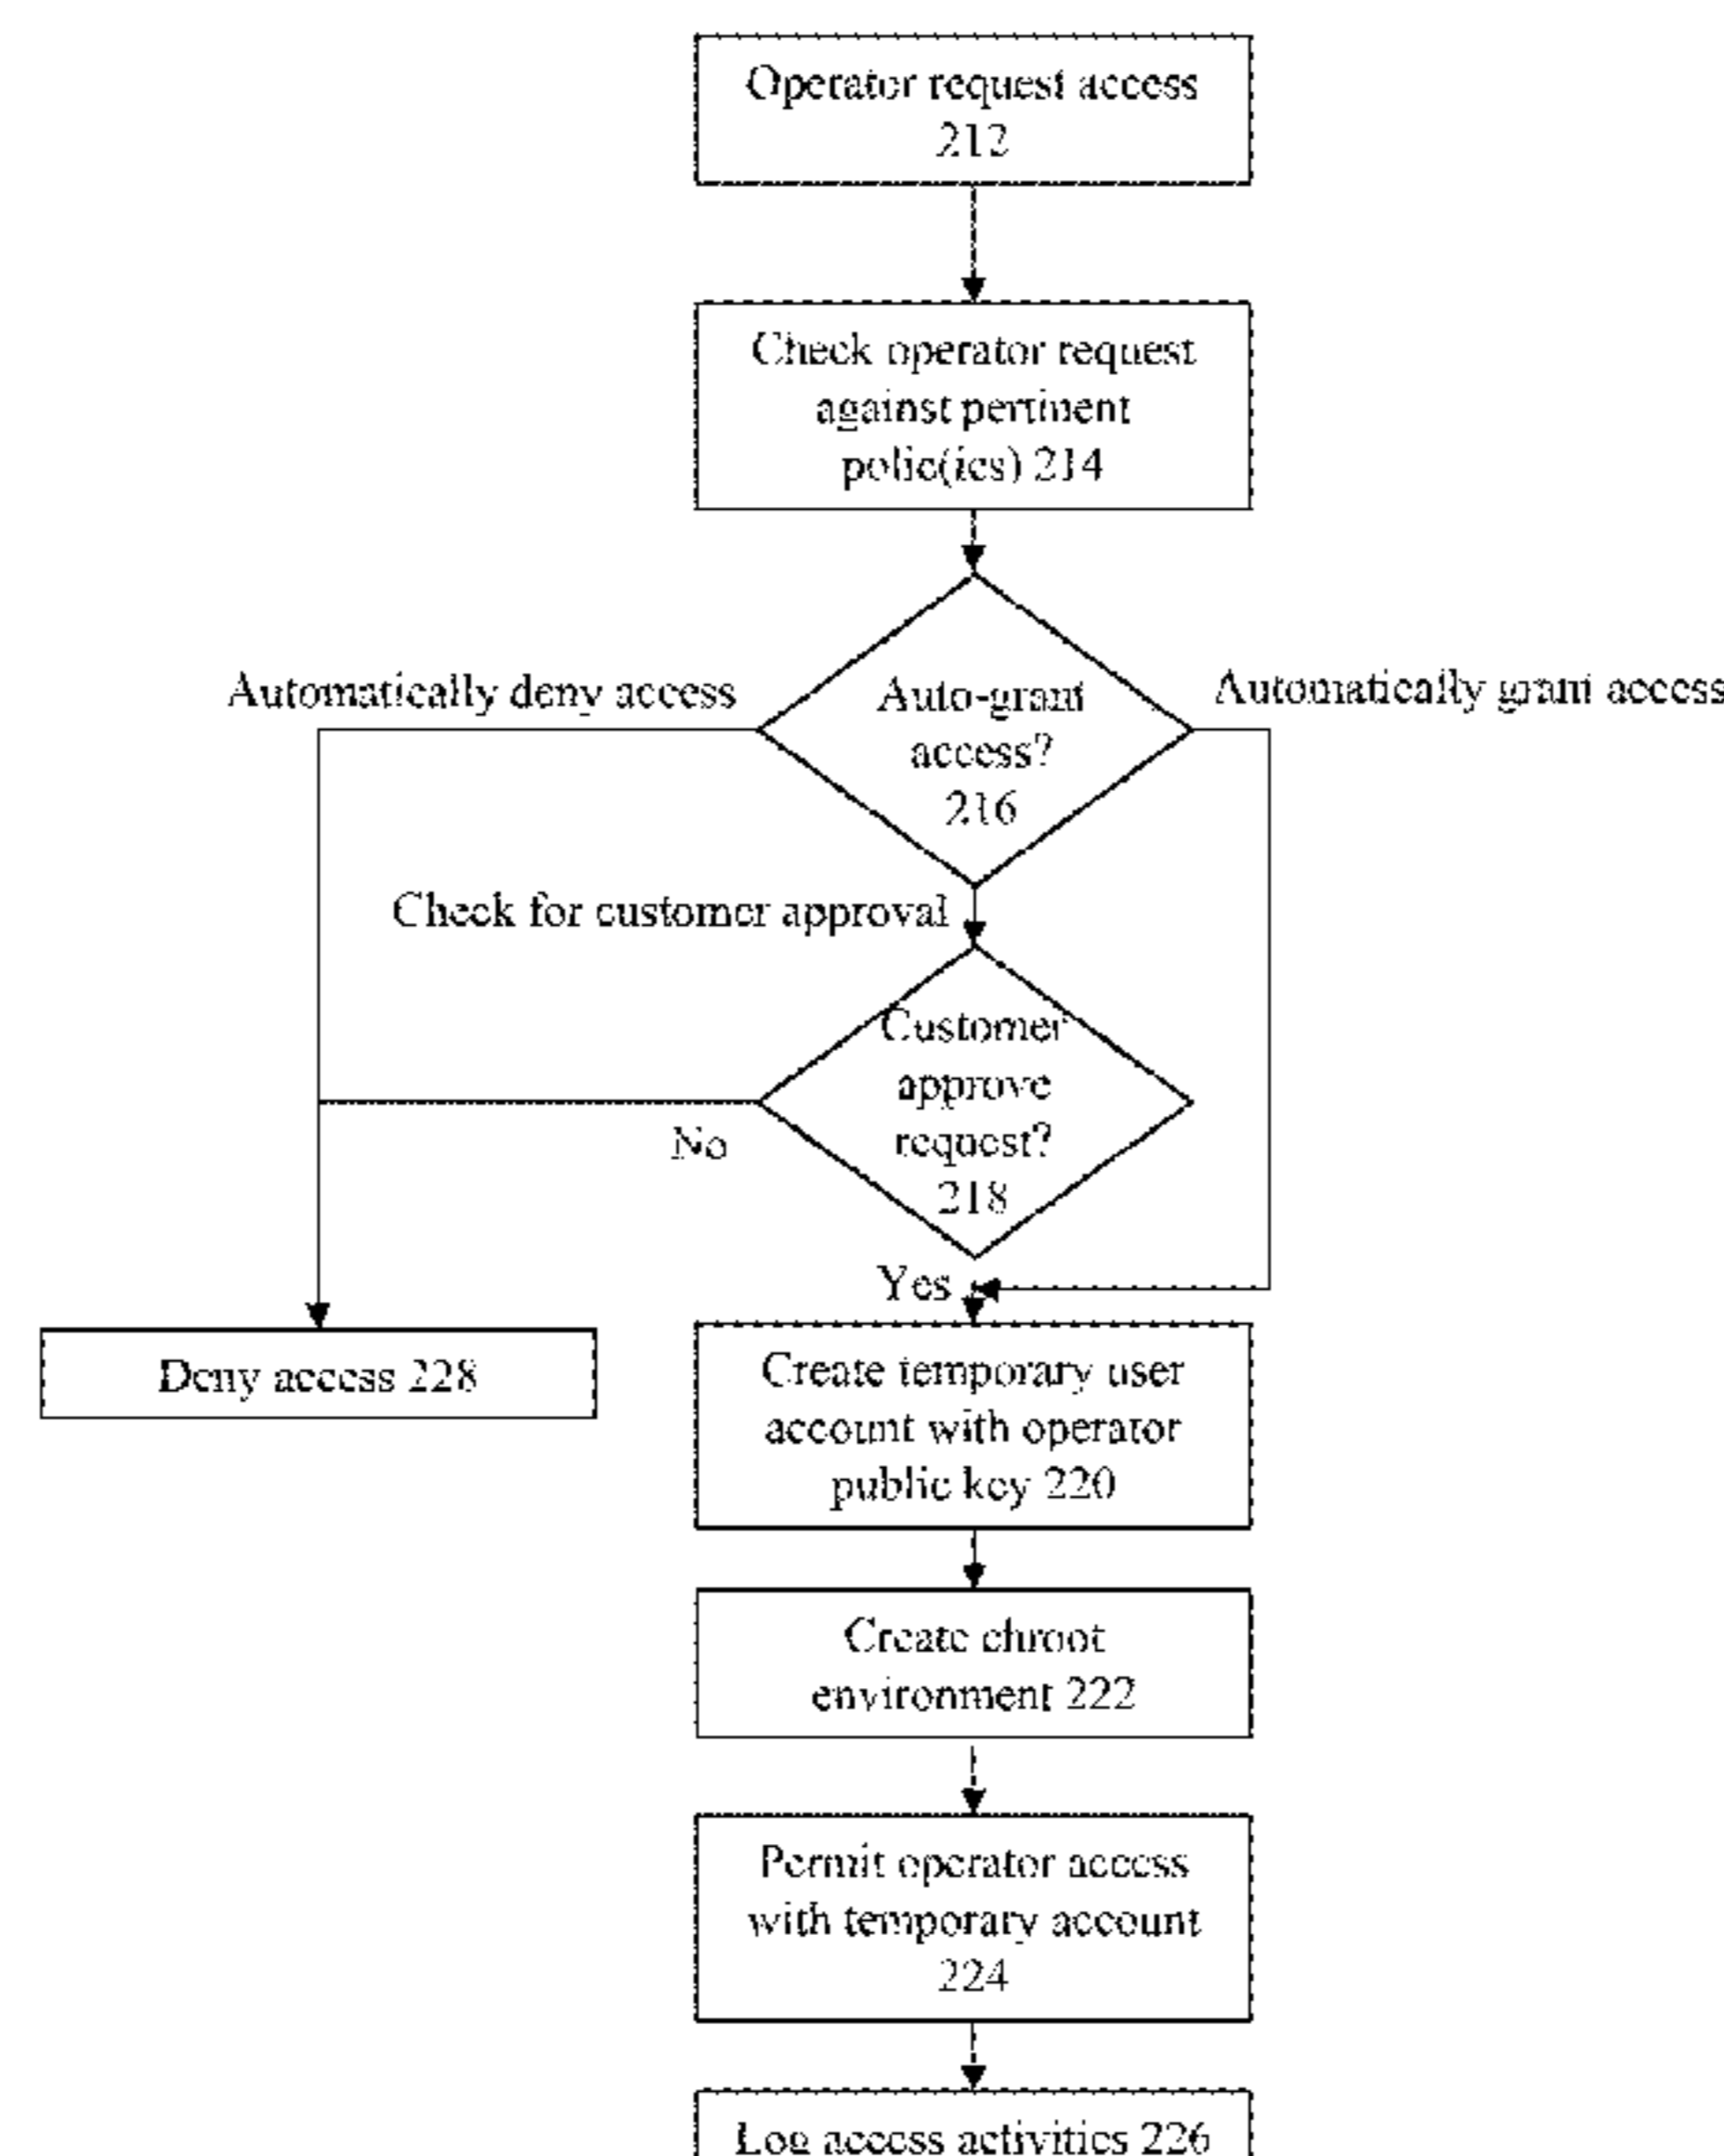 Operator request access
212
Check operator request
against pertinent
polic(ies) 214
Automatically deny access
Auto-grant
access?
216
Automatically grant access
Check for customer approval
Customer
approve
request?
218
No
Yes
Deny access 228
Create temporary user
account with operator
public key 220
Create chroot
environment 222
Permit operator access
with temporary account
224
Log access activities 226